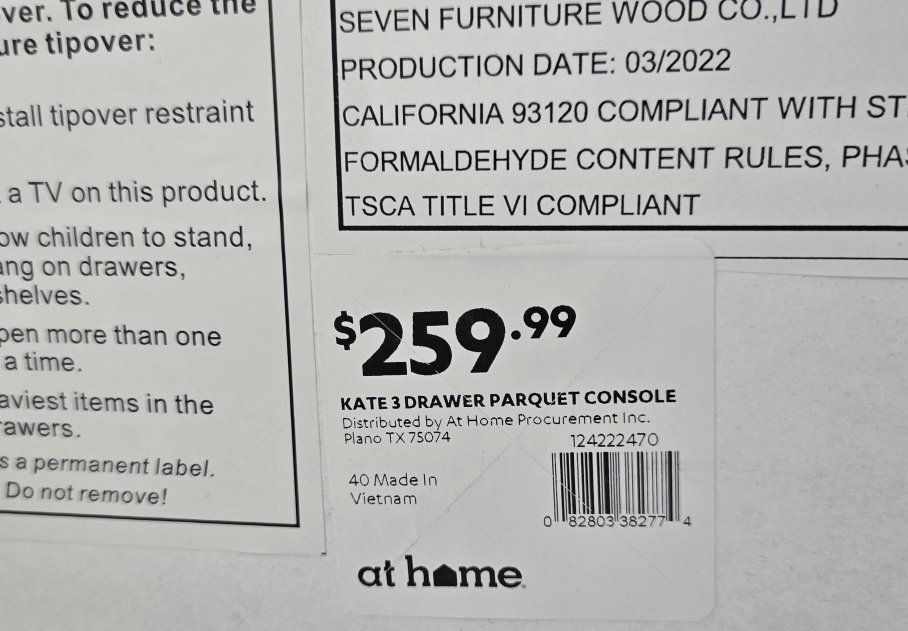 ver. To reduce the
ure tipover:
stall tipover restraint
a TV on this product.
ow children to stand,
ang on drawers,
shelves.
pen more than one
a time.
aviest items in the
rawers.
s a permanent label.
Do not remove!
SEVEN FURNITURE WOOD CO.,LTD
PRODUCTION DATE: 03/2022
CALIFORNIA 93120 COMPLIANT WITH ST
FORMALDEHYDE CONTENT RULES, PHAS
TSCA TITLE VI COMPLIANT
$259.99
KATE 3 DRAWER PARQUET CONSOLE
Distributed by At Home Procurement Inc.
Plano TX 75074
124222470
40 Made In
Vietnam
0 82803 38277 4
at home